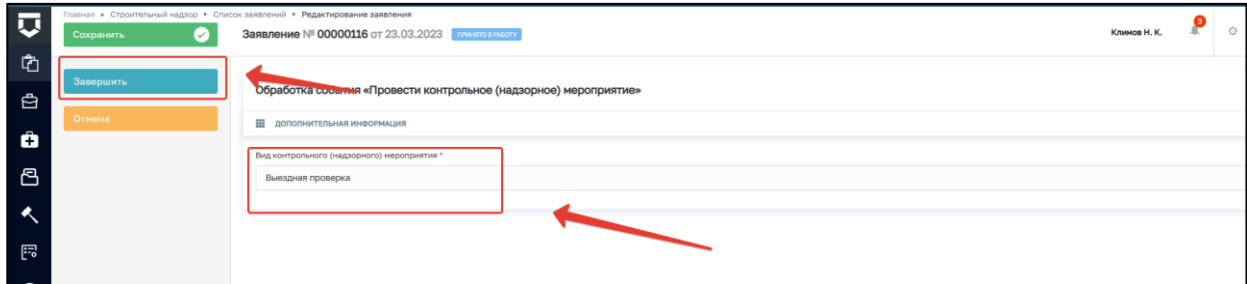 Главная ▸ Строительный надзор ▸ Список заявлений ▸ Редактирование заявления
Сохранить
Заявление № 00000116 от 23.03.2023 ПРИНЯТО В РАБОТУ
Климов Н. К.
3
Завершить
Обработка события «Провести контрольное (надзорное) мероприятие»
Отмена
ДОПОЛНИТЕЛЬНАЯ ИНФОРМАЦИЯ
Вид контрольного (надзорного) мероприятия *
Выездная проверка